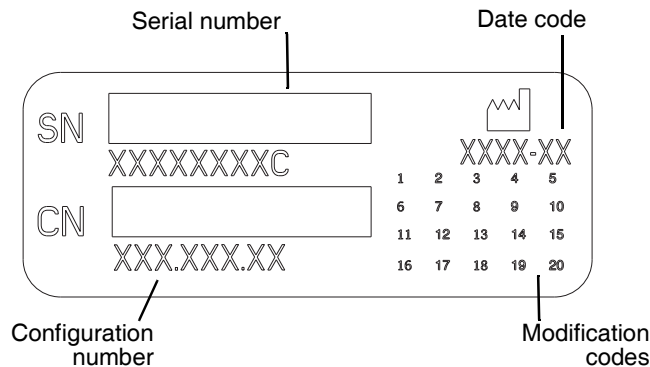 Serial number
Date code
SN
XXXXXXXXC
XXXX-XX
1 2 3 4 5
6 7 8 9 10
CN
11 12 13 14 15
XXX.XXX.XX
16 17 18 19 20
Configuration
number
Modification
codes